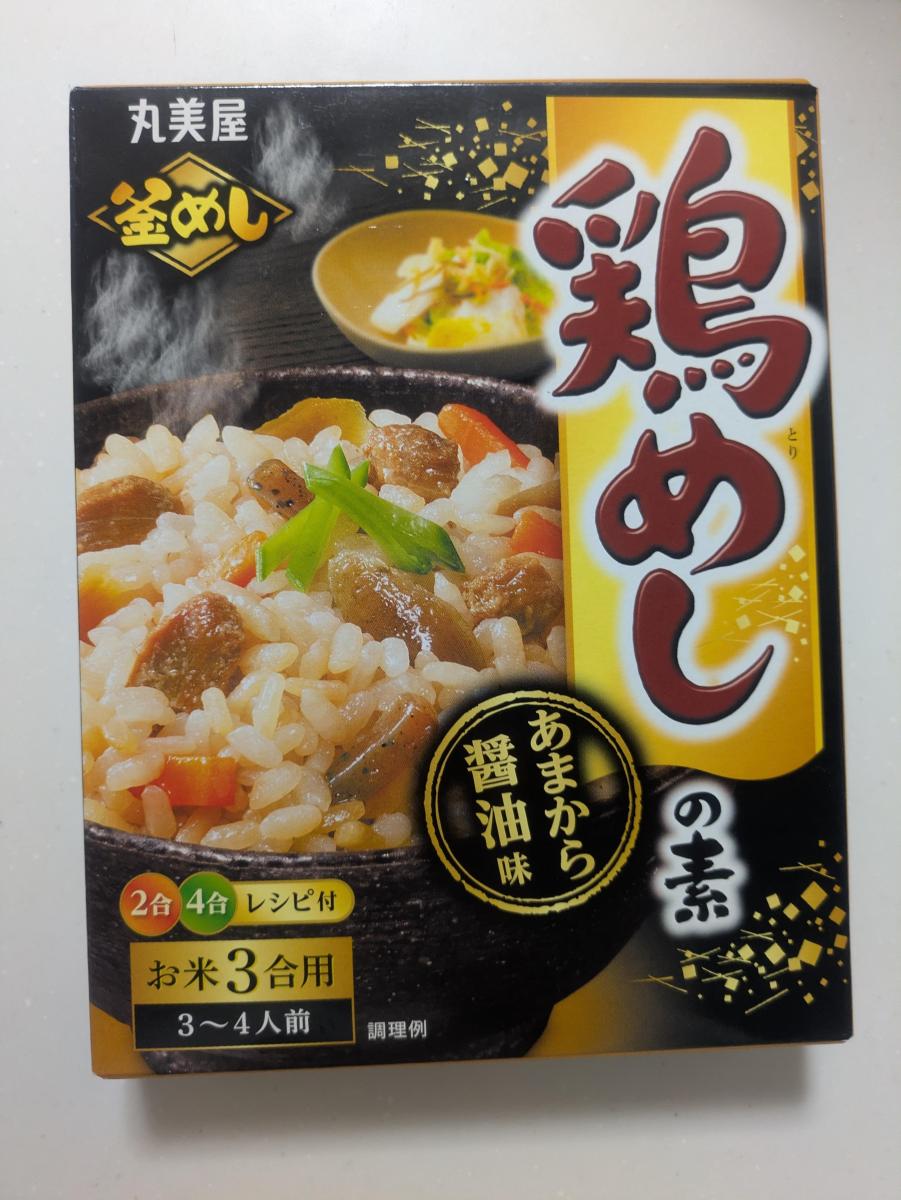 丸美屋
釜めし
鶏めし
とり
の素
あまから
醤油味
2合 4合 レシピ付
お米3合用
3～4人前
調理例